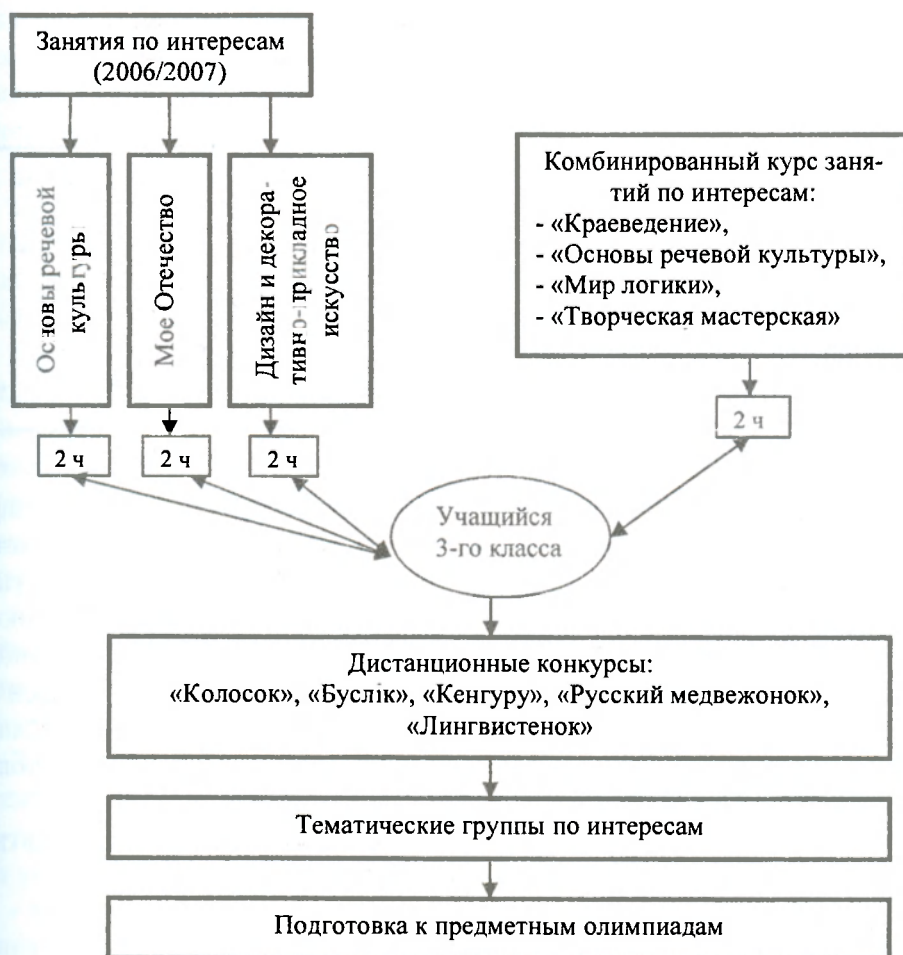 Занятия по интересам
(2006/2007)
Основы речевой
культуры
Мое Отечество
Дизайн и декора-
тивно-прикладное
искусство
Комбинированный курс заня-
тий по интересам:
- «Краеведение»,
- «Основы речевой культуры»,
- «Мир логики»,
- «Творческая мастерская»
2 ч
2 ч
2 ч
2 ч
Учащийся
3-го класса
Дистанционные конкурсы:
«Колосок», «Буслік», «Кенгуру», «Русский медвежонок»,
«Лингвистенок»
Тематические группы по интересам
Подготовка к предметным олимпиадам